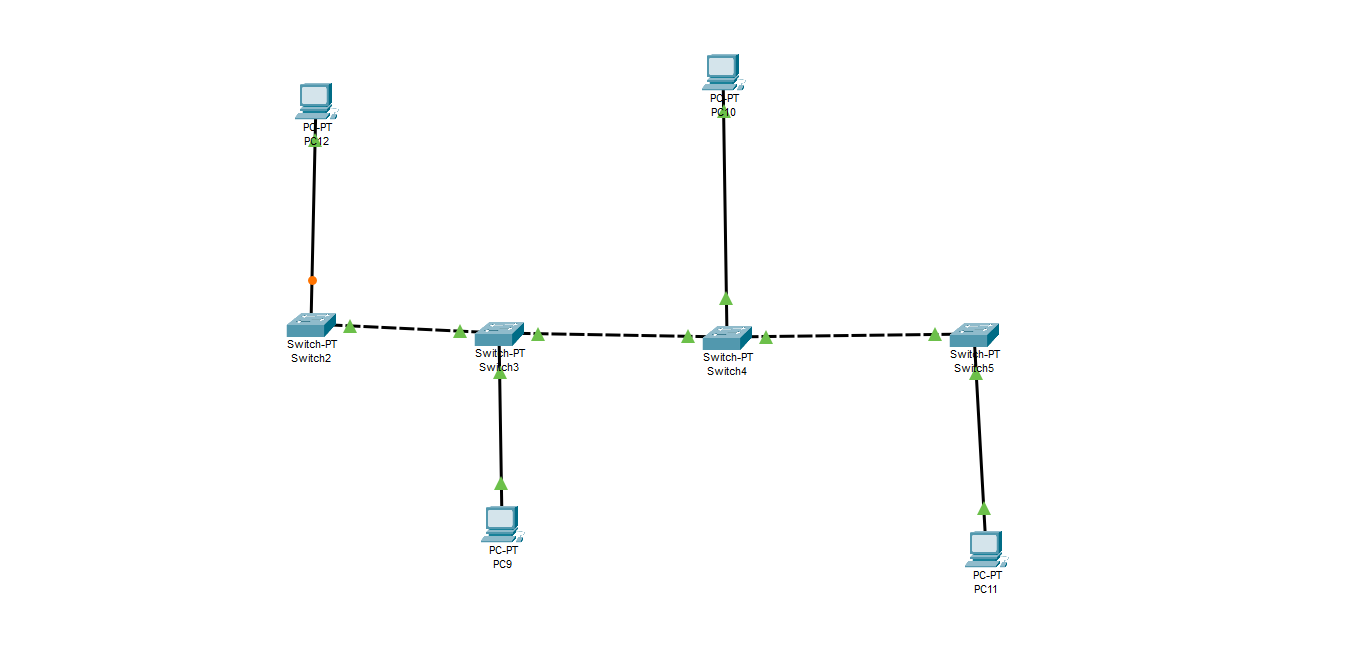 PC-PT
PC12
PC-PT
PC10
Switch-PT
Switch2
Switch-PT
Switch3
Switch-PT
Switch4
Switch-PT
Switch5
PC-PT
PC9
PC-PT
PC11